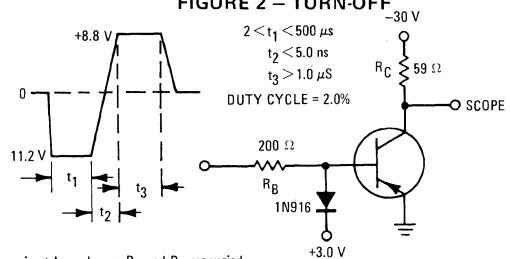 FIGURE 2 – TURN-OFF
+8.8 V
0
11.2 V
t1
t2
t3
2 < t1 < 500 μs
t2 < 5.0 ns
t3 > 1.0 μS
DUTY CYCLE = 2.0%
–30 V
RC 59 Ω
SCOPE
200 Ω
RB
1N916
+3.0 V